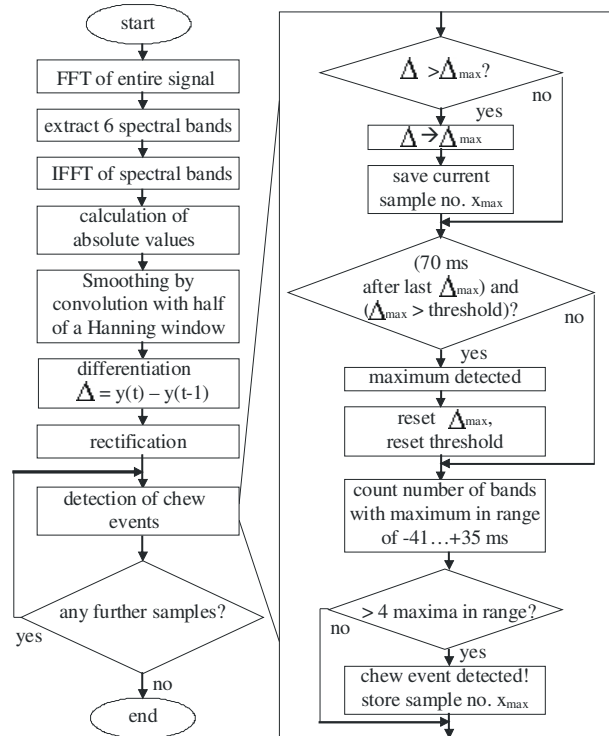 start
FFT of entire signal
extract 6 spectral bands
IFFT of spectral bands
calculation of
absolute values
Smoothing by
convolution with half
of a Hanning window
differentiation
Δ = y(t) – y(t-1)
rectification
detection of chew
events
any further samples?
yes
no
end
Δ >Δmax?
no
yes
Δ→Δmax
save current
sample no. xmax
(70 ms
after last Δmax) and
(Δmax > threshold)?
no
yes
maximum detected
reset Δmax,
reset threshold
count number of bands
with maximum in range
of -41…+35 ms
> 4 maxima in range?
no
yes
chew event detected!
store sample no. xmax